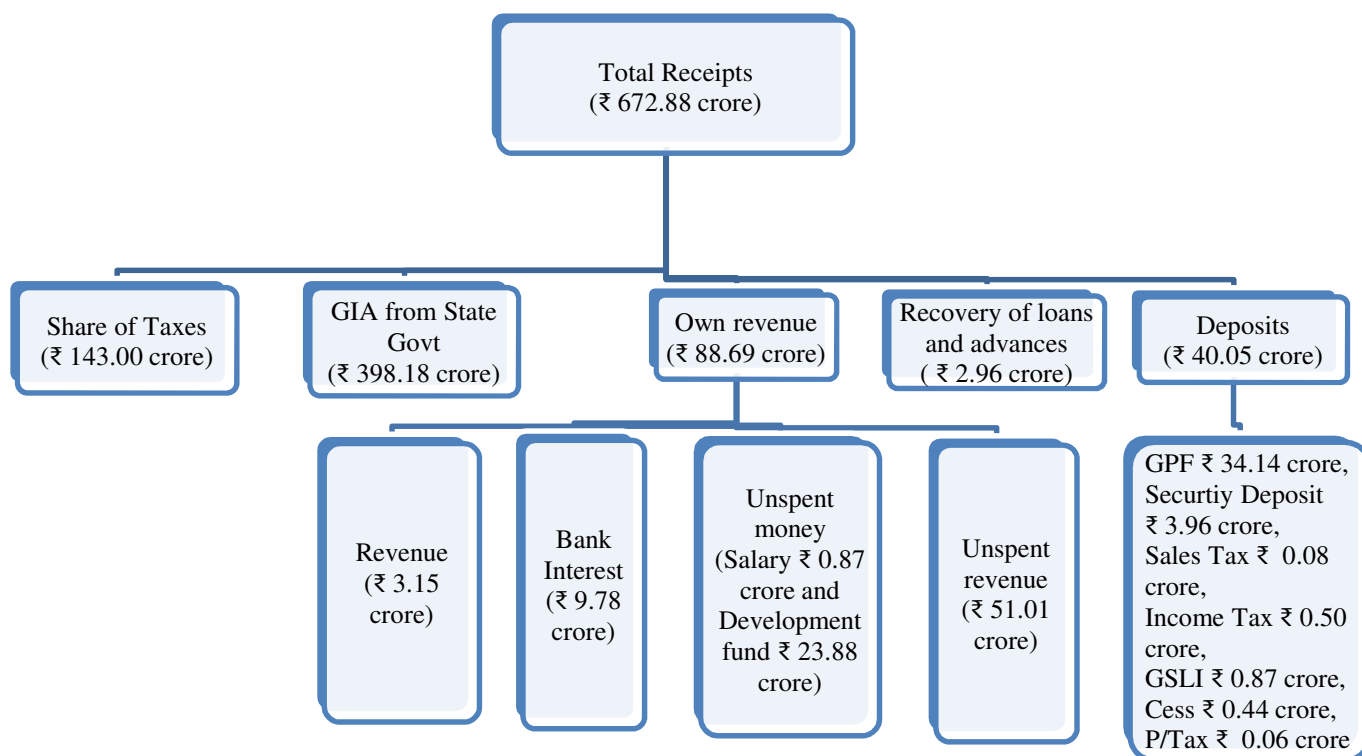 Total Receipts
(₹ 672.88 crore)
Share of Taxes
(₹ 143.00 crore)
GIA from State
Govt
(₹ 398.18 crore)
Own revenue
(₹ 88.69 crore)
Recovery of loans
and advances
( ₹ 2.96 crore)
Deposits
(₹ 40.05 crore)
Revenue
(₹ 3.15
crore)
Bank
Interest
(₹ 9.78
crore)
Unspent
money
(Salary ₹ 0.87
crore and
Development
fund ₹ 23.88
crore)
Unspent
revenue
(₹ 51.01
crore)
GPF ₹ 34.14 crore,
Securtiy Deposit
₹ 3.96 crore,
Sales Tax ₹  0.08
crore,
Income Tax ₹ 0.50
crore,
GSLI ₹ 0.87 crore,
Cess ₹ 0.44 crore,
P/Tax ₹  0.06 crore